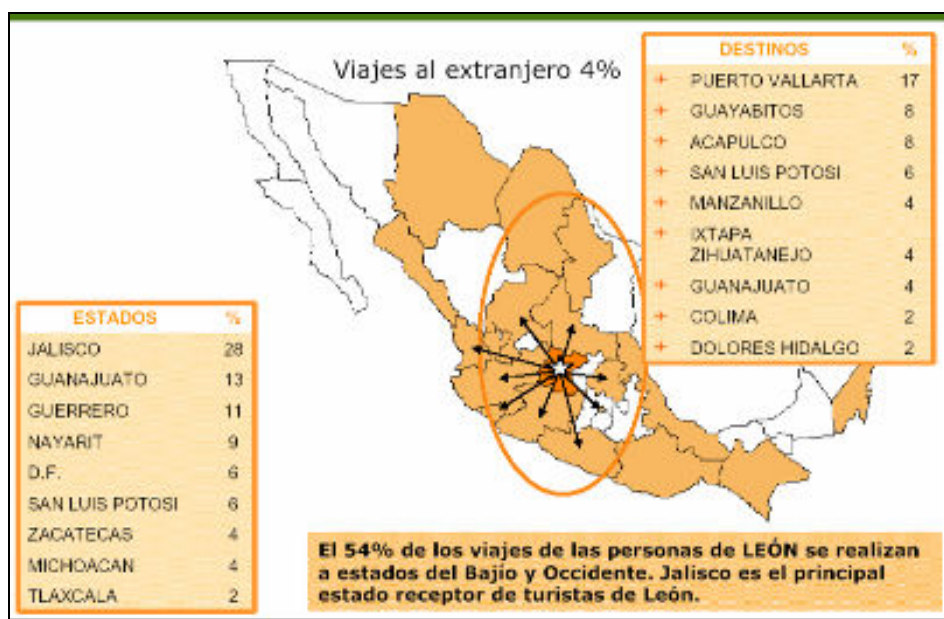 Viajes al extranjero 4%
DESTINOS %
+ PUERTO VALLARTA 17
+ GUAYABITOS 8
+ ACAPULCO 8
+ SAN LUIS POTOSI 6
+ MANZANILLO 4
+ IXTAPA
ZIHUATANEJO 4
+ GUANAJUATO 4
+ COLIMA 2
+ DOLORES HIDALGO 2
ESTADOS %
JALISCO 28
GUANAJUATO 13
GUERRERO 11
NAYARIT 9
D.F. 6
SAN LUIS POTOSI 6
ZACATECAS 4
MICHOACAN 4
TLAXCALA 2
El 54% de los viajes de las personas de LEÓN se realizan
a estados del Bajío y Occidente. Jalisco es el principal
estado receptor de turistas de León.